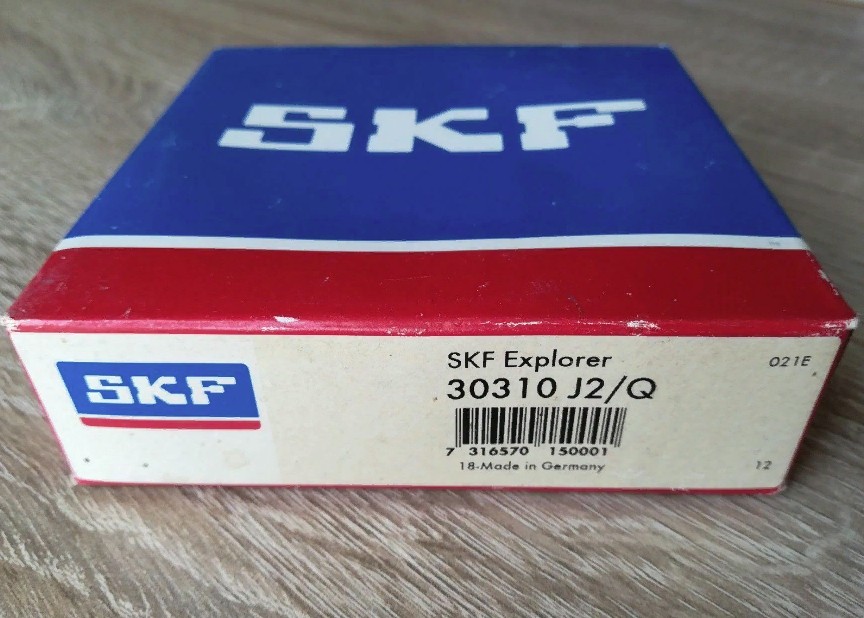 SKF
SKF
SKF Explorer
021E
30310 J2/Q
7 316570 150001
18-Made in Germany
12